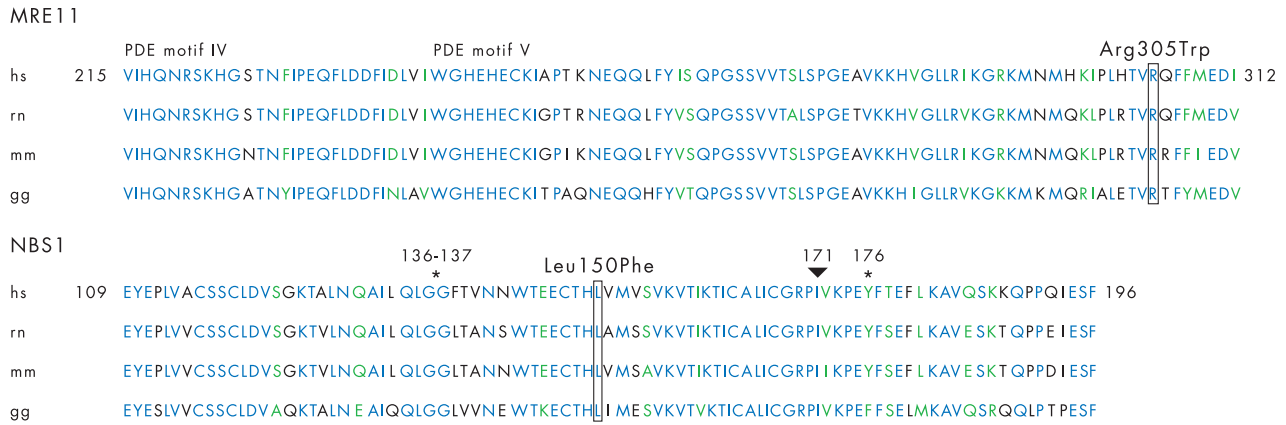 MRE11
PDE motif IV PDE motif V Arg305Trp
hs 215 VIHQNRSKHGSTNFIPEQFLDDFIDLVIWGHEHECKIAPTKNEQQLFYISQPGSSVVTSLSPGEAVKKHVGLLRIKGRKMNMHKIPLHTVRQFFMEDI 312
rn VIHQNRSKHGSTNFIPEQFLDDFIDLVIWGHEHECKIGPTRNEQQLFYVSQPGSSVVTALSPGETVKKHVGLLRVKGRKMNMQKLPLRTVRQFFMEDV
mm VIHQNRSKHGNTNFIPEQFLDDFIDLVIWGHEHECKIGPIKNEQQLFYVSQPGSSVVTSLSPGEAVKKHVGLLRIKGRKMNMQKLPLRTVRRFFIEDV
gg VIHQNRSKHGATNYIPEQFLDDFINLAVWGHEHECKITPAQNEQQHFYVTQPGSSVVTSLSPGEAVKKHIGLLRVKGKKMKMQRIALETVRTFYMEDV
NBS1
136-137 Leu150Phe 171 176
* *
hs 109 EYEPLVACSSCLDVSGKTALNQAILQLGGFTVNNWTEECTHLVMVSVKVTIKTICALICGRPIVKPEYFTEFLKAVQSKKQPPQIESF 196
rn EYEPLVVCSSCLDVSGKTVLNQAILQLGGLTANSWTEECTHLAMSSVKVTIKTICALICGRPIVKPEYFSEFLKAVESKTQPPEIESF
mm EYEPLVVCSSCLDVSGKTVLNQAILQLGGLTANNWTEECTHLVMSAVKVTIKTICALICGRPIIKPEYFSEFLKAVESKTQPPDIESF
gg EYESLVVCSSCLDVSAQKTALNEAIQQLGGLVVNEWTKECTHLIMESVKVTVKTICALICGRPIVKPEFFSELMKAVQSRQQLPTPESF